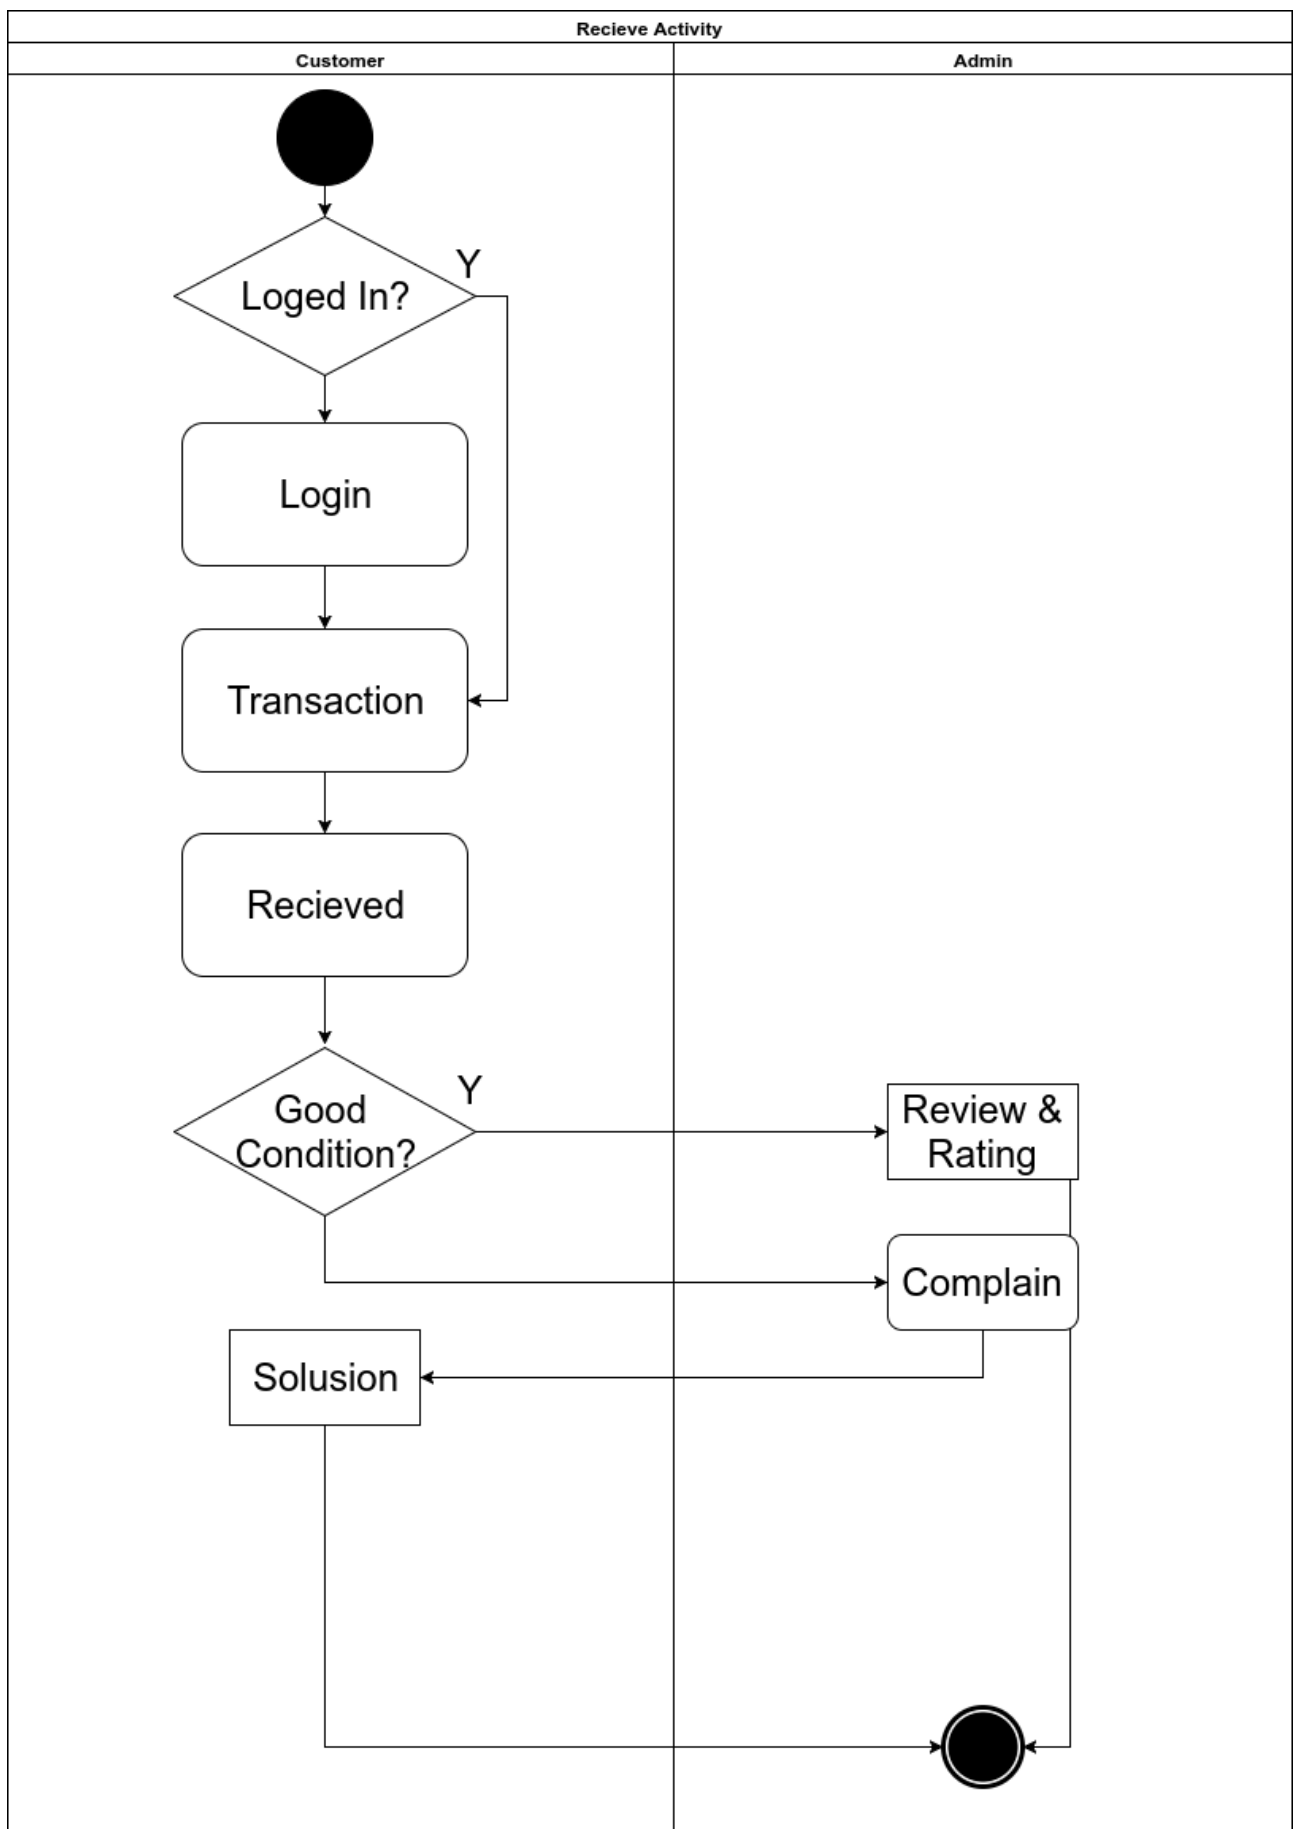 Recieve Activity
Customer
Admin
Y
Loged In?
Login
Transaction
Recieved
Y
Good
Condition?
Review &
Rating
Complain
Solusion